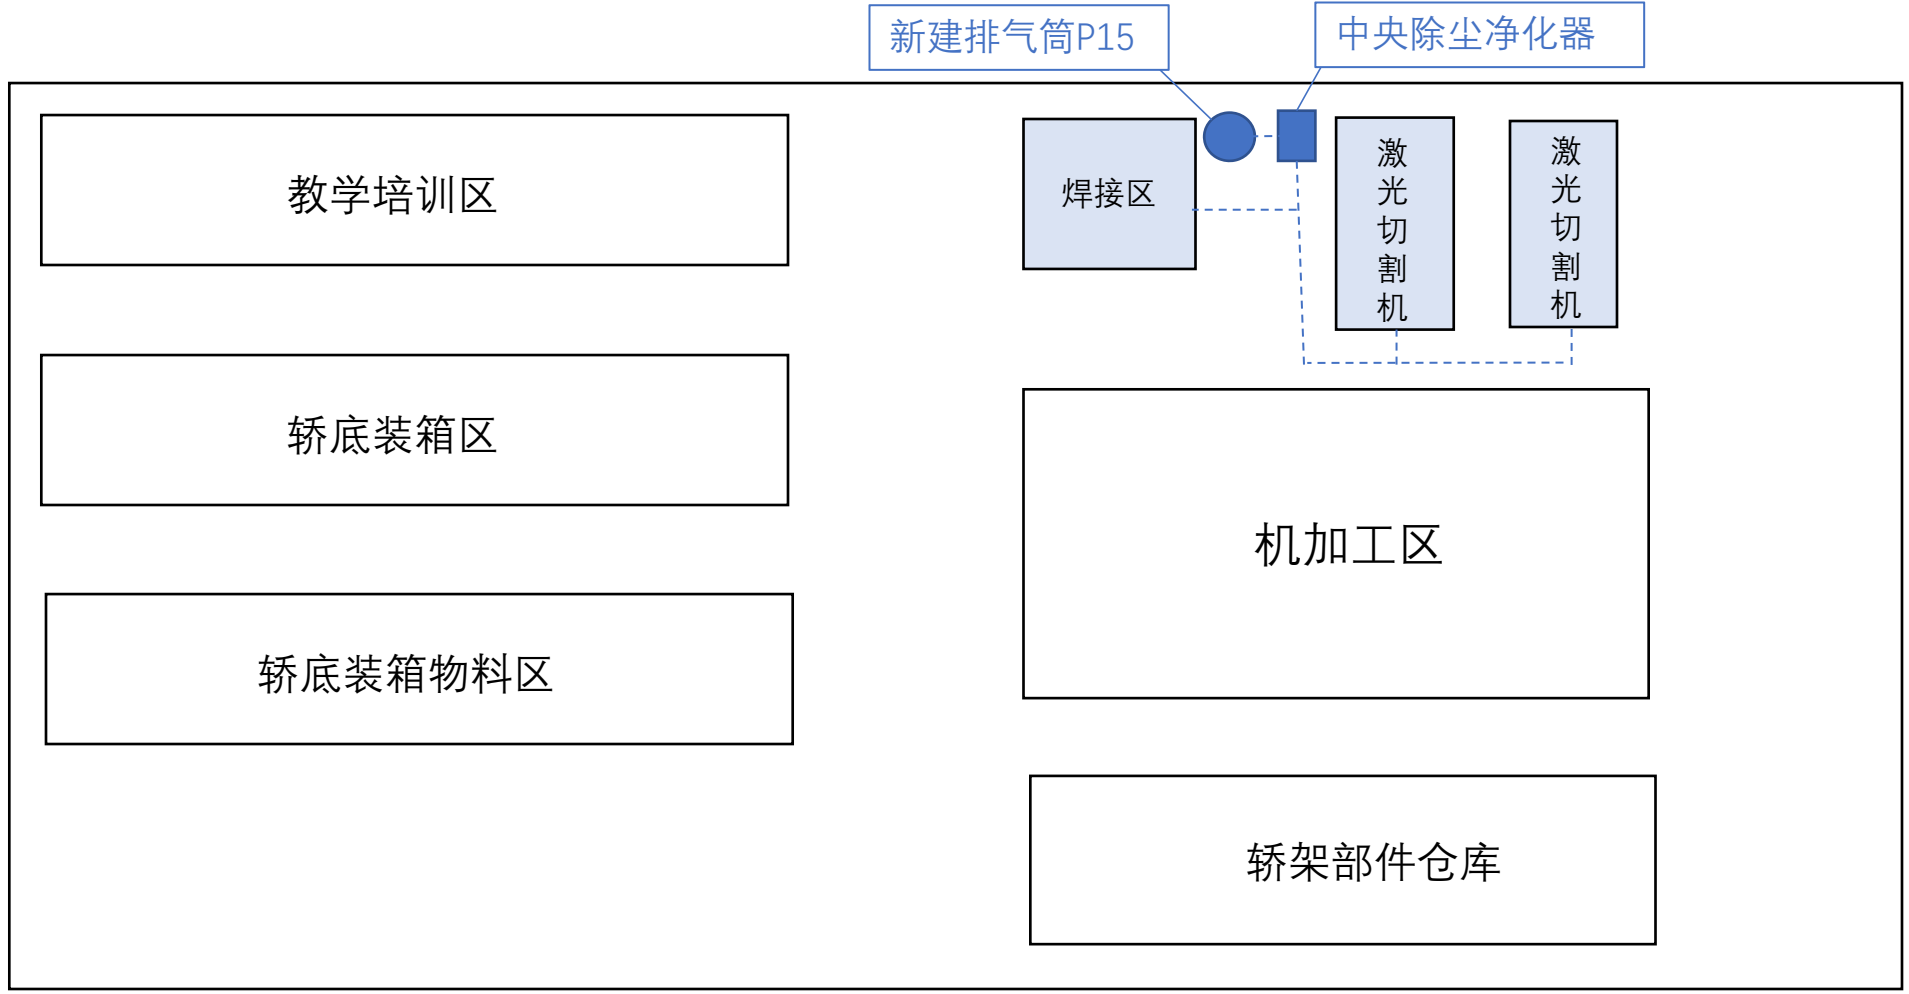 新建排气筒P15
中央除尘净化器
教学培训区
焊接区
激光切割机
激光切割机
轿底装箱区
机加工区
轿底装箱物料区
轿架部件仓库